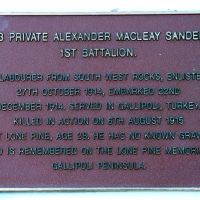 PRIVATE ALEXANDER MACLEAY SANDE
1ST BATTALION.
LABOURER FROM SOUTH WEST ROCKS, ENLISTE
27TH OCTOBER 1914, EMBARKED 22ND
DECEMBER 1914. SERVED IN GALLIPOLI, TURKEY
KILLED IN ACTION ON 6TH AUGUST 1915
LONE PINE, AGE 28. HE HAS NO KNOWN GRAV
IS REMEMBERED ON THE LONE PINE MEMOR
GALLIPOLI PENINSULA.